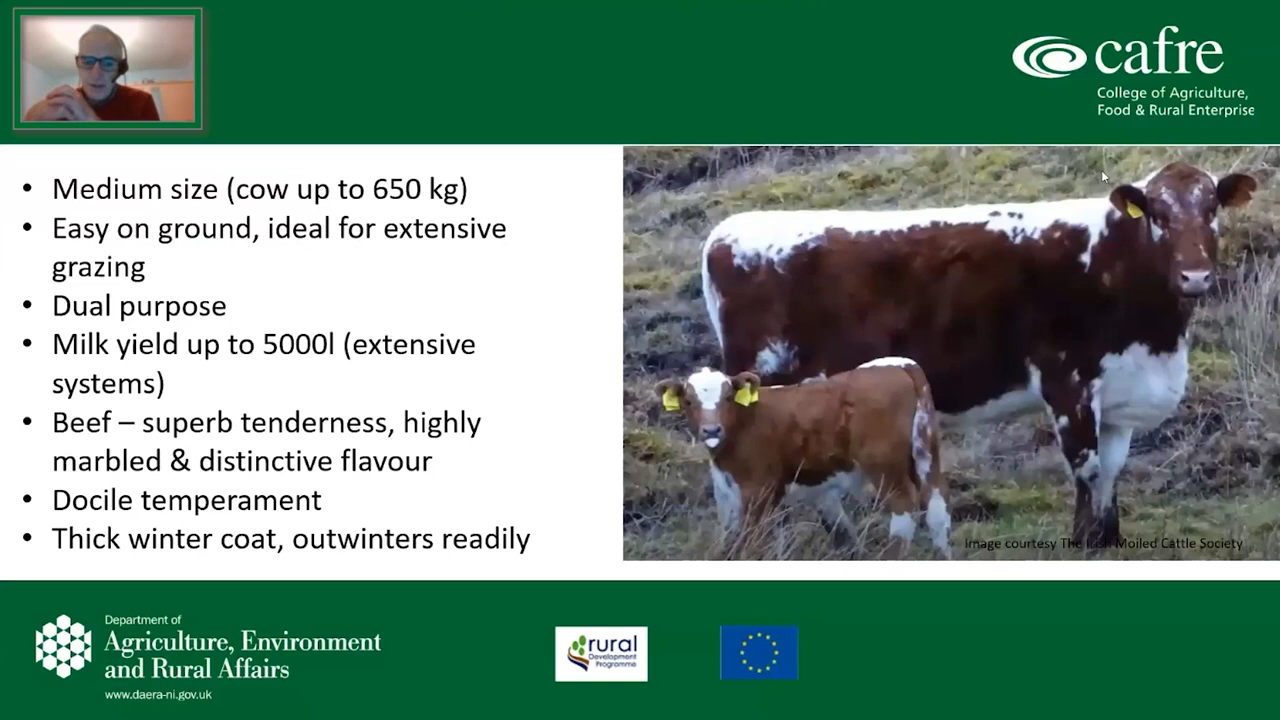 cafre
College of Agriculture,
Food & Rural Enterprise
• Medium size (cow up to 650 kg)
• Easy on ground, ideal for extensive
grazing
• Dual purpose
• Milk yield up to 5000l (extensive
systems)
• Beef – superb tenderness, highly
marbled & distinctive flavour
• Docile temperament
• Thick winter coat, outwinters readily
Image courtesy The Irish Moiled Cattle Society
Department of
Agriculture, Environment
and Rural Affairs
www.daera-ni.gov.uk
rural
Development
Programme